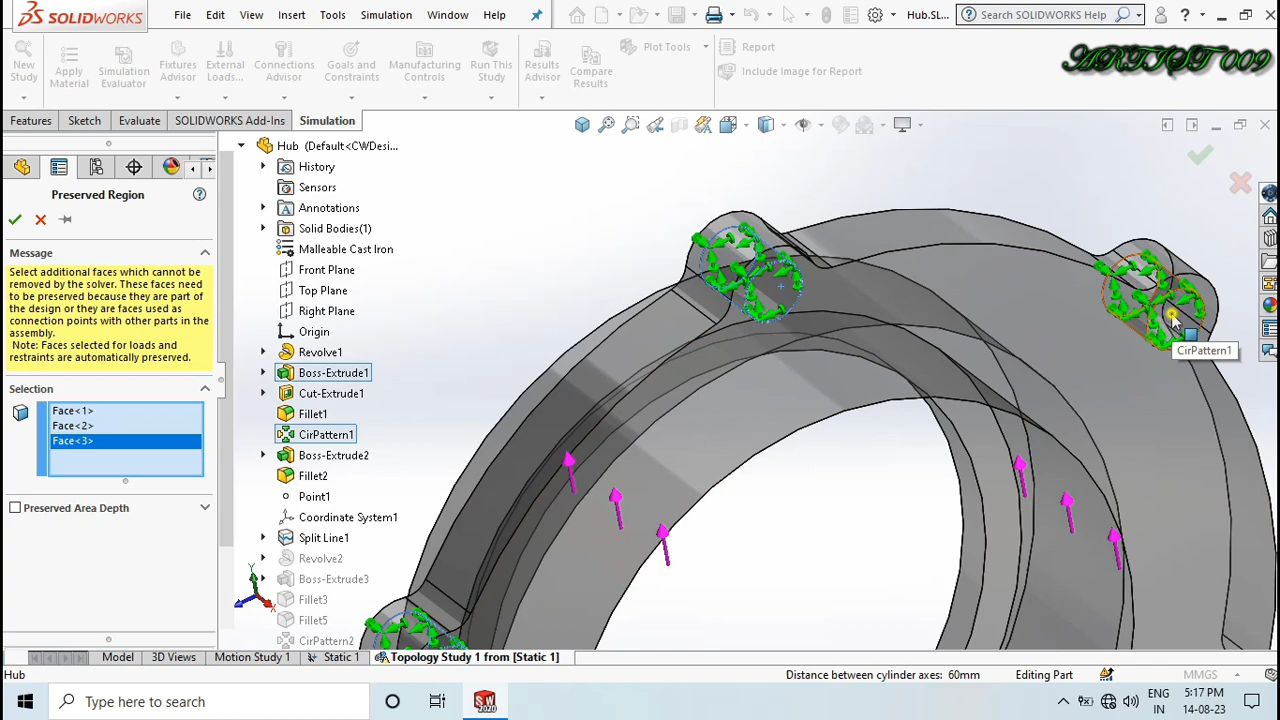 SOLIDWORKS
File Edit View Insert Tools Simulation Window Help
Hub.SL...
Search SOLIDWORKS Help
?
ARTIST 009
New Study
Apply Material
Simulation Evaluator
Fixtures Advisor
External Loads...
Connections Advisor
Goals and Constraints
Manufacturing Controls
Run This Study
Results Advisor
Compare Results
Plot Tools
Report
Include Image for Report
Features Sketch Evaluate SOLIDWORKS Add-Ins Simulation
Preserved Region
Message
Select additional faces which cannot be
removed by the solver. These faces need
to be preserved because they are part of
the design or they are faces used as
connection points with other parts in the
assembly.
Note: Faces selected for loads and
restraints are automatically preserved.
Selection
Face<1>
Face<2>
Face<3>
Preserved Area Depth
Hub (Default<CWDesi...
History
Sensors
Annotations
Solid Bodies(1)
Malleable Cast Iron
Front Plane
Top Plane
Right Plane
Origin
Revolve1
Boss-Extrude1
Cut-Extrude1
Fillet1
CirPattern1
Boss-Extrude2
Fillet2
Point1
Coordinate System1
Split Line1
Revolve2
Boss-Extrude3
Fillet3
Fillet5
CirPattern2
CirPattern1
Y
X
Model 3D Views Motion Study 1 Static 1 Topology Study 1 from [Static 1]
Hub Distance between cylinder axes: 60mm Editing Part MMGS
Type here to search
SW
2020
ENG
IN
5:17 PM
14-08-23